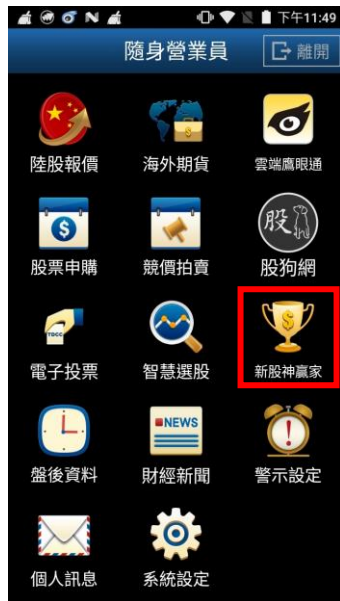 下午11:49
隨身營業員
離開
陸股報價 海外期貨 雲端鷹眼通
股
股票申購 競價拍賣 股狗網
TDCC
電子投票 智慧選股 新股神贏家
NEWS
盤後資料 財經新聞 警示設定
個人訊息 系統設定